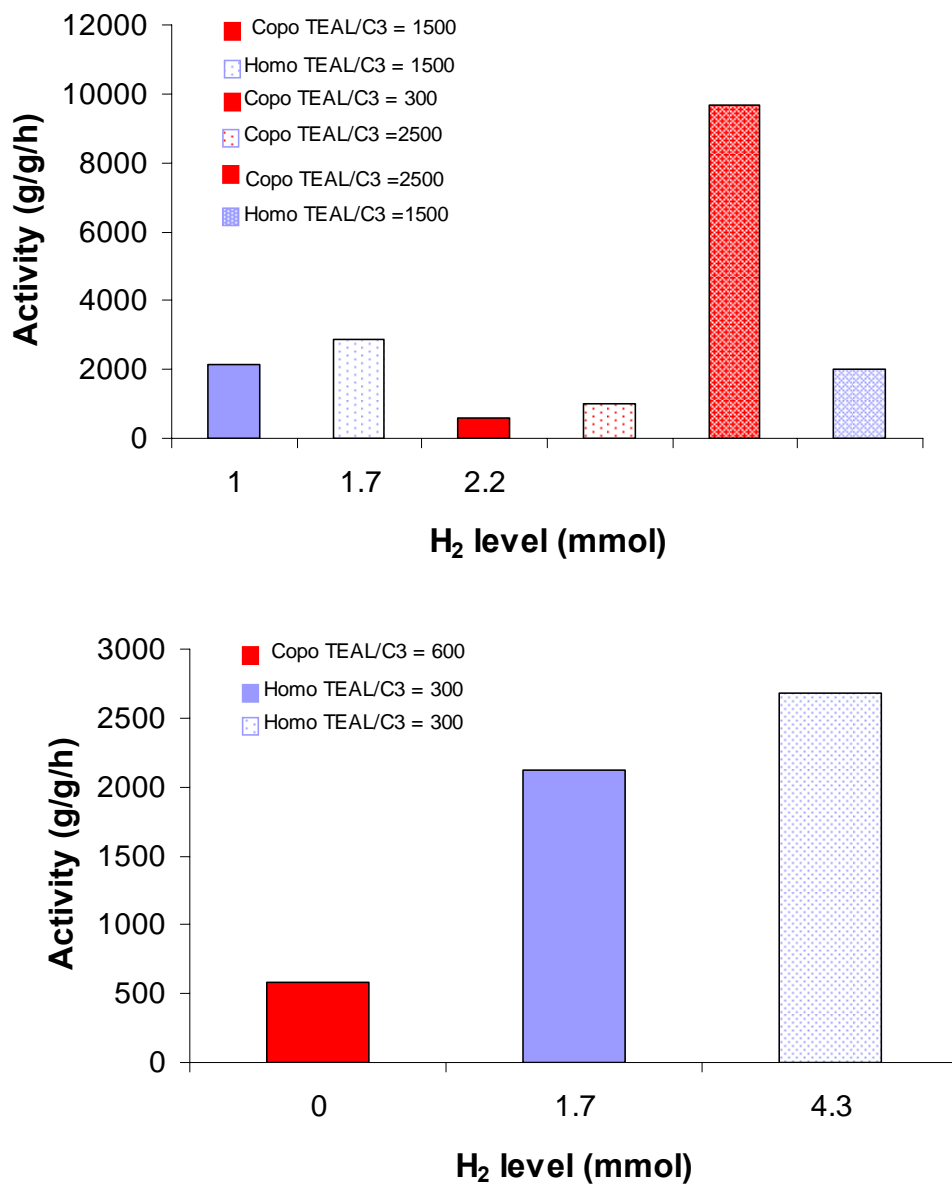 12000
10000
8000
6000
4000
2000
0
Activity (g/g/h)
Copo TEAL/C3 = 1500
Homo TEAL/C3 = 1500
Copo TEAL/C3 = 300
Copo TEAL/C3 =2500
Copo TEAL/C3 =2500
Homo TEAL/C3 =1500
1 1.7 2.2
H₂ level (mmol)
3000
2500
2000
1500
1000
500
0
Activity (g/g/h)
Copo TEAL/C3 = 600
Homo TEAL/C3 = 300
Homo TEAL/C3 = 300
0 1.7 4.3
H₂ level (mmol)